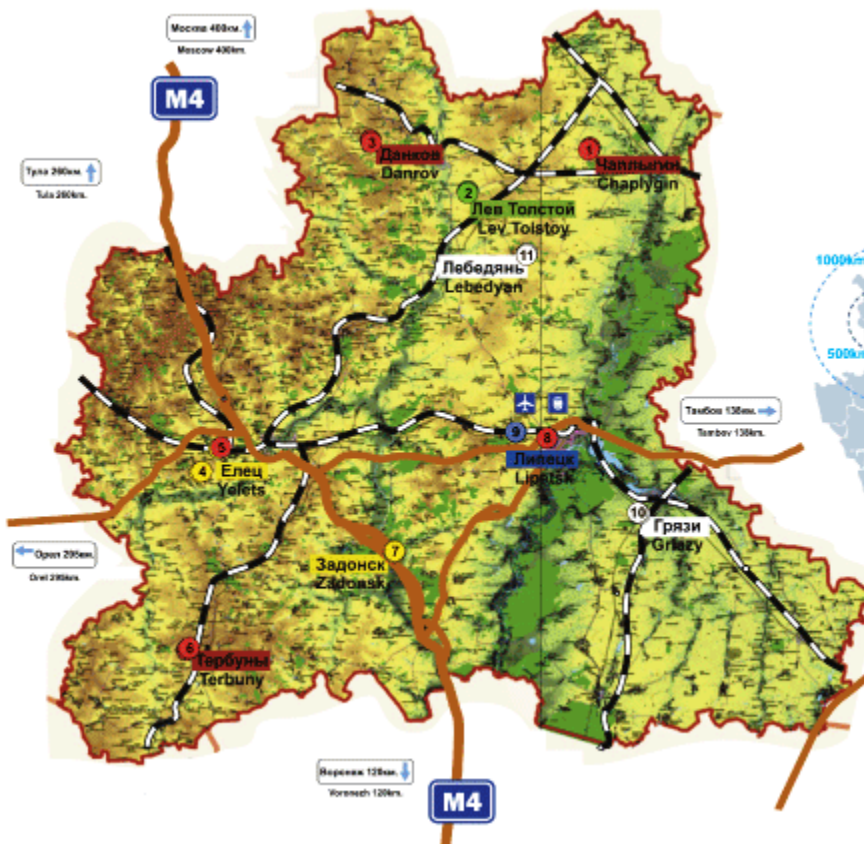 Москва 400км.
Moscow 400km.
M4
Тула 260км.
Tula 260km.
3
Данков
Danrov
1
Чаплыгин
Chaplygin
2
Лев Толстой
Lev Tolstoy
11
Лебедянь
Lebedyan
1000km
500km
Тамбов 138км.
Tambov 138km.
9
8
Липецк
Lipetsk
5
4
Елец
Yelets
10
Грязи
Griazy
Орел 295км.
Orel 295km.
7
Задонск
Zadonsk
6
Тербуны
Terbuny
Воронеж 120км.
Voronezh 120km.
M4